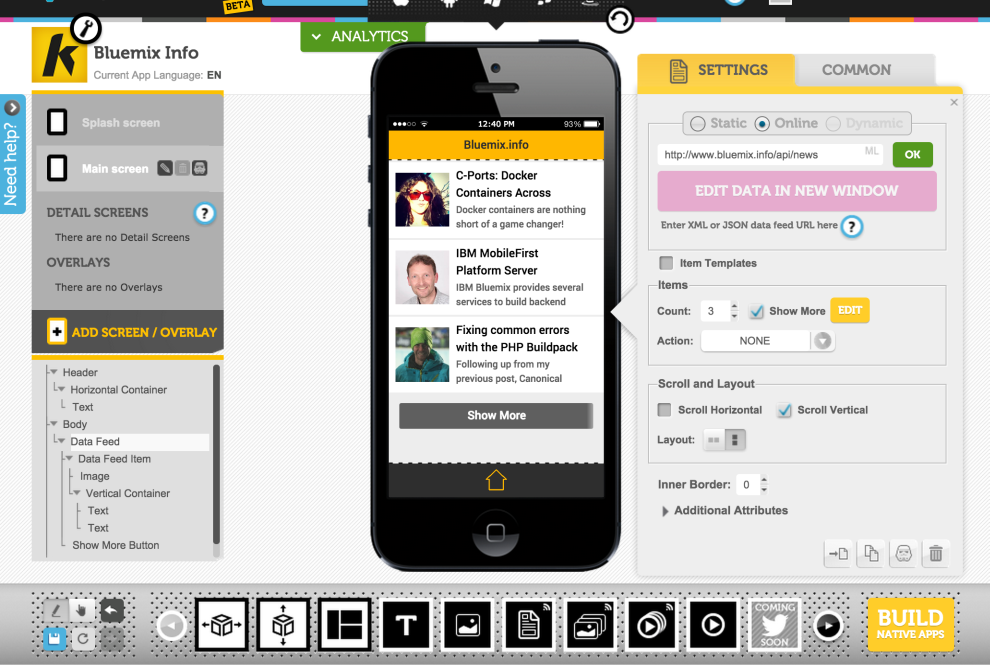 BETA
ANALYTICS
k
Bluemix Info
Current App Language: EN
Need help?
Splash screen
Main screen
DETAIL SCREENS
?
There are no Detail Screens
OVERLAYS
There are no Overlays
ADD SCREEN / OVERLAY
Header
Horizontal Container
Text
Body
Data Feed
Data Feed Item
Image
Vertical Container
Text
Text
Show More Button
12:40 PM
93%
Bluemix.info
C-Ports: Docker
Containers Across
Docker containers are nothing
short of a game changer!
IBM MobileFirst
Platform Server
IBM Bluemix provides several
services to build backend
Fixing common errors
with the PHP Buildpack
Following up from my
previous post, Canonical
Show More
SETTINGS
COMMON
Static
Online
Dynamic
http://www.bluemix.info/api/news
ML
OK
EDIT DATA IN NEW WINDOW
Enter XML or JSON data feed URL here
?
Item Templates
Items
Count:
3
Show More
EDIT
Action:
NONE
Scroll and Layout
Scroll Horizontal
Scroll Vertical
Layout:
Inner Border:
0
Additional Attributes
T
COMING
SOON
BUILD
NATIVE APPS